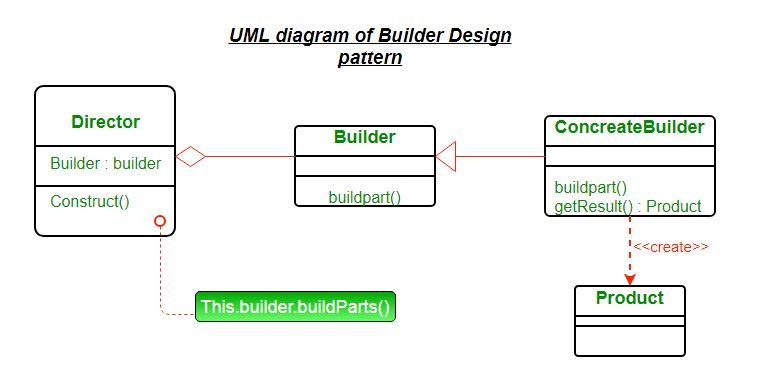 UML diagram of Builder Design
pattern
Director
Builder : builder
Construct()
This.builder.buildParts()
Builder
buildpart()
ConcreateBuilder
buildpart()
getResult() : Product
<<create>>
Product